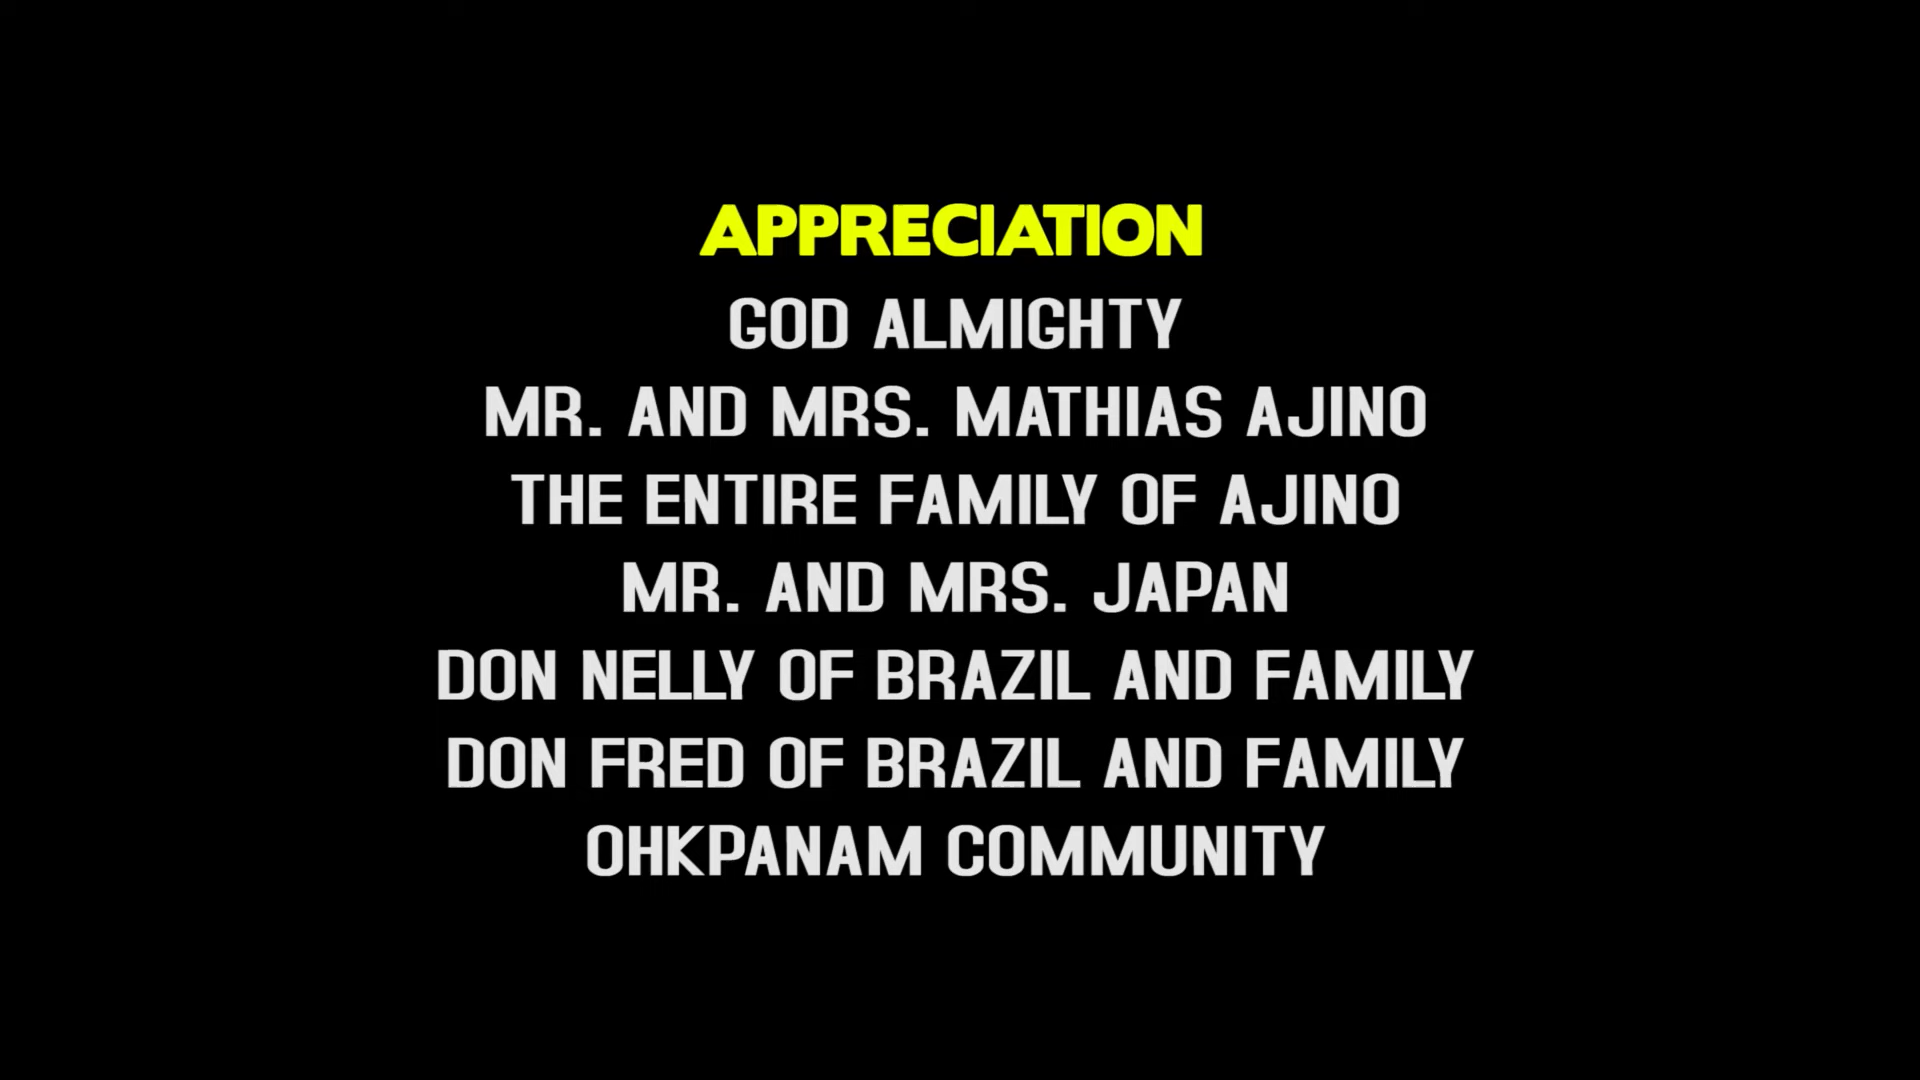 APPRECIATION
GOD ALMIGHTY
MR. AND MRS. MATHIAS AJINO
THE ENTIRE FAMILY OF AJINO
MR. AND MRS. JAPAN
DON NELLY OF BRAZIL AND FAMILY
DON FRED OF BRAZIL AND FAMILY
OHKPANAM COMMUNITY